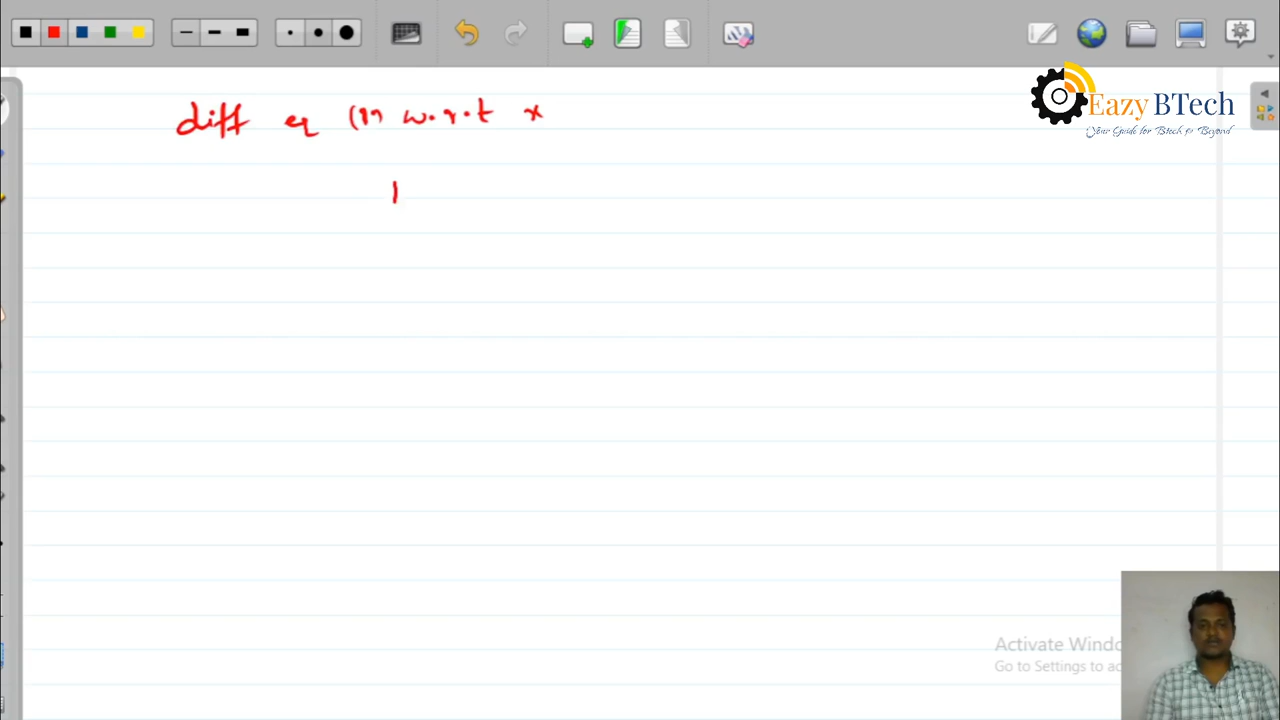 Eazy BTech
Your Guide for Btech & Beyond
diff eq (1) w.r.t x
Activate Windo
Go to Settings to ac